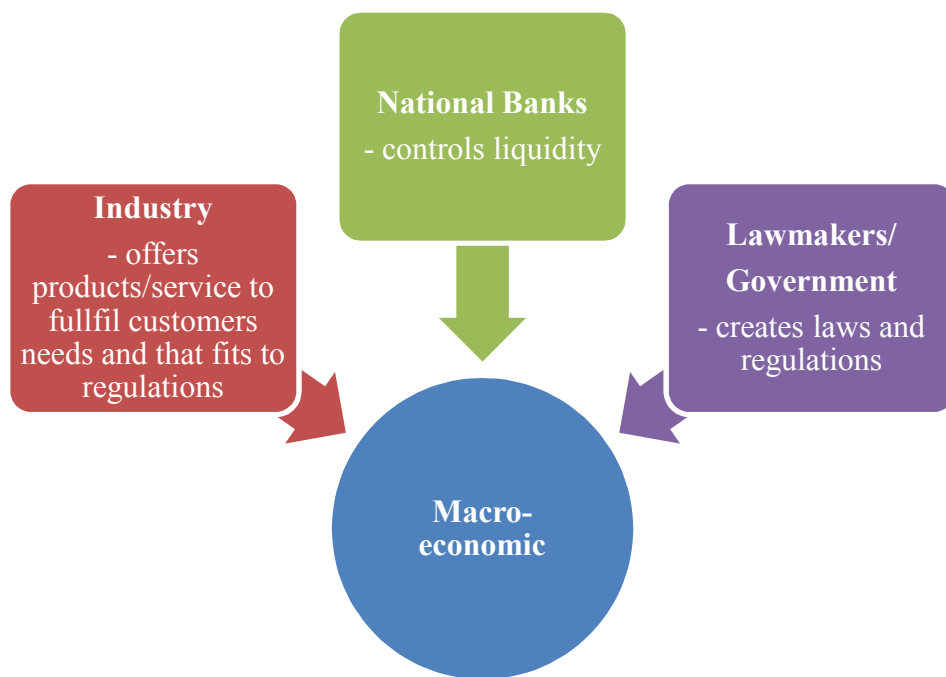 National Banks
- controls liquidity
Industry
- offers
products/service to
fullfil customers
needs and that fits to
regulations
Lawmakers/
Government
- creates laws and
regulations
Macro-
economic